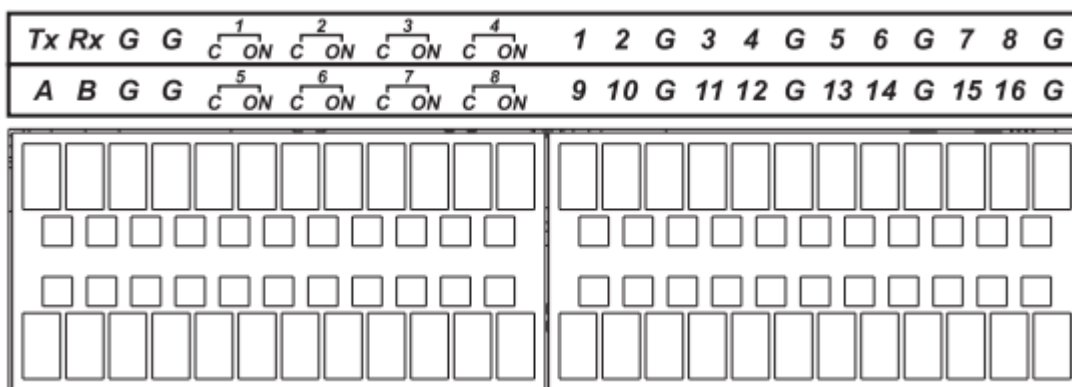 1 2 3 4
Tx Rx G G C ON C ON C ON C ON 1 2 G 3 4 G 5 6 G 7 8 G
5 6 7 8
A B G G C ON C ON C ON C ON 9 10 G 11 12 G 13 14 G 15 16 G